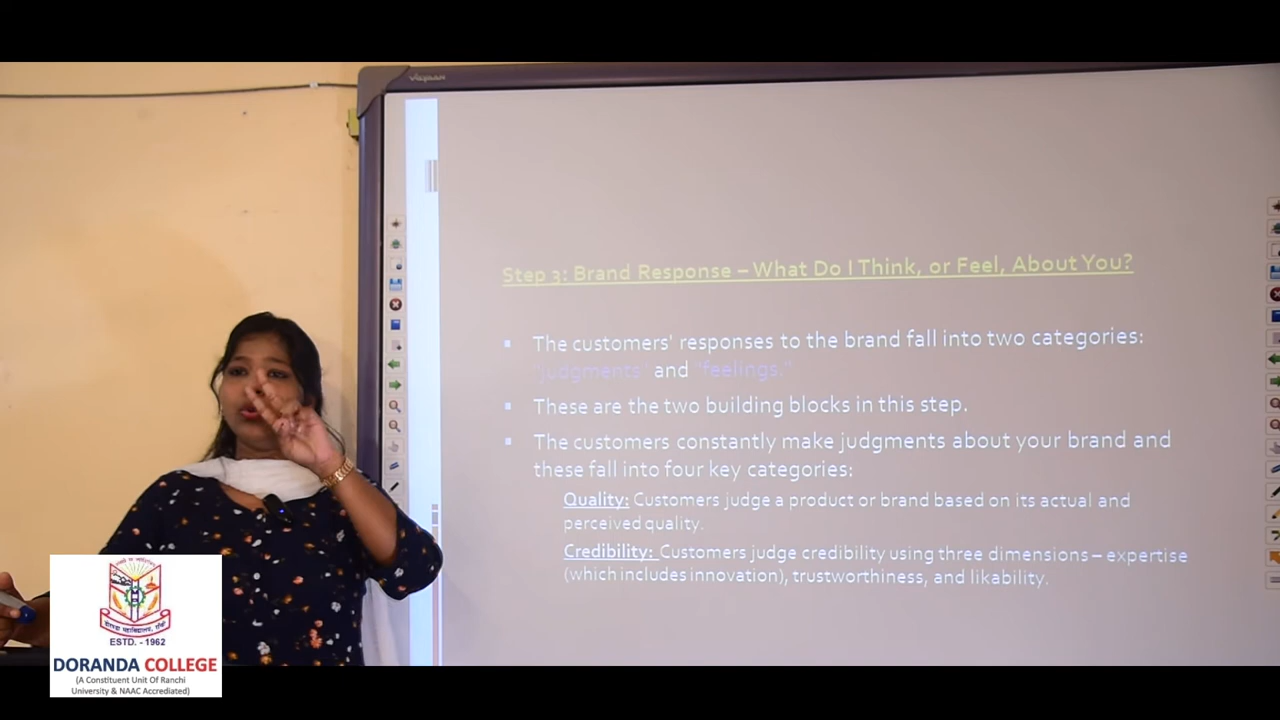 Step 3: Brand Response – What Do I Think, or Feel, About You?
The customers' responses to the brand fall into two categories:
"judgments" and "feelings."
These are the two building blocks in this step.
The customers constantly make judgments about your brand and
these fall into four key categories:
Quality: Customers judge a product or brand based on its actual and
perceived quality.
Credibility: Customers judge credibility using three dimensions – expertise
(which includes innovation), trustworthiness, and likability.
ESTD. - 1962
DORANDA COLLEGE
(A Constituent Unit Of Ranchi
University & NAAC Accredited)